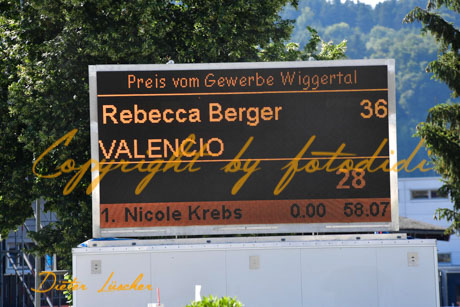 Preis vom Gewerbe Wiggertal
Rebecca Berger 36
VALENCIO
Copyright by fotodidi
28
1. Nicole Krebs 0.00 58.07
Dieter Lüscher